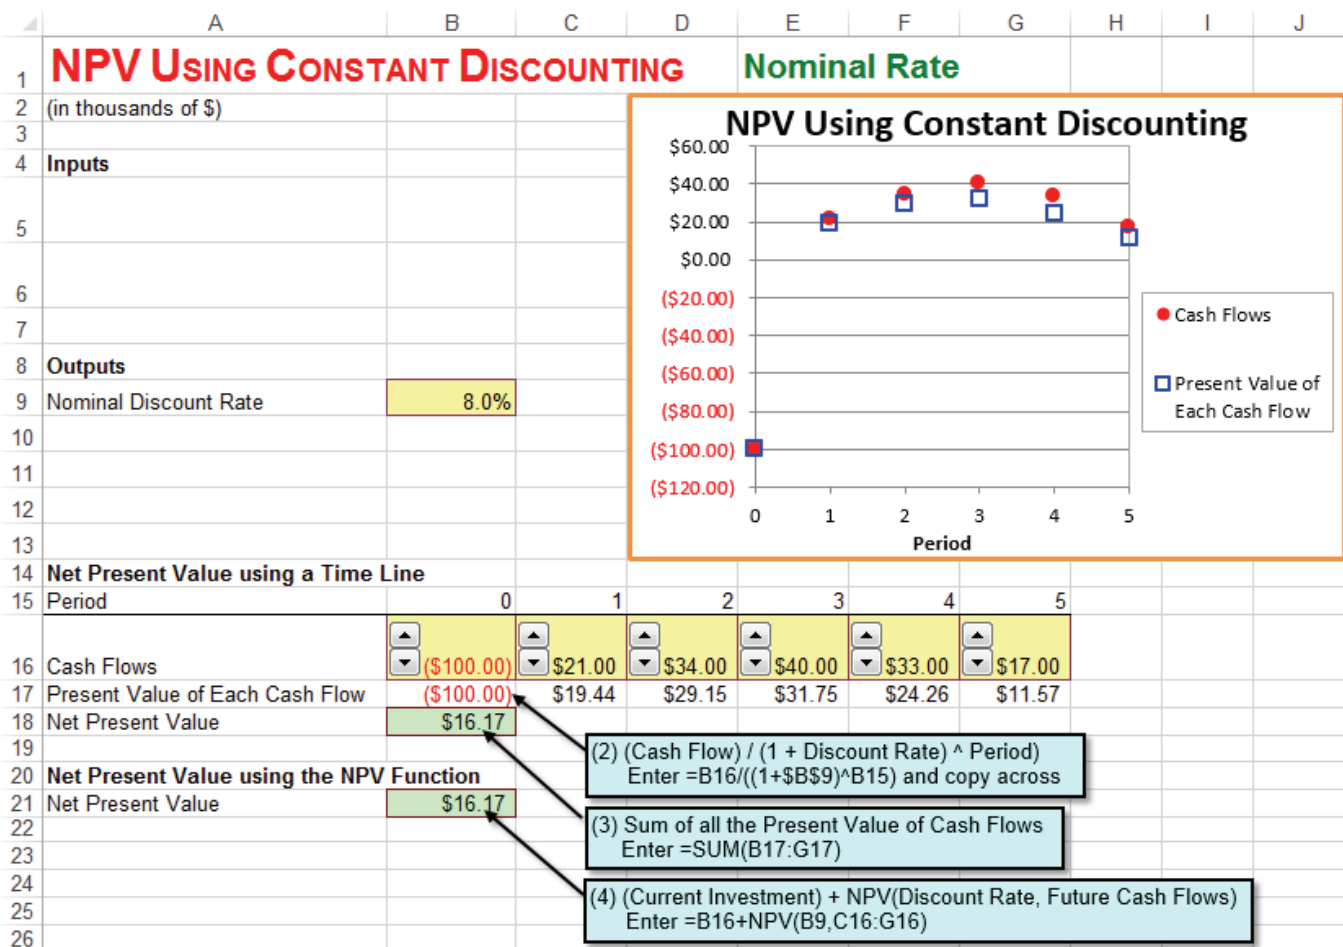 A B C D E F G H I J
1 NPV USING CONSTANT DISCOUNTING Nominal Rate
2 (in thousands of $)
3
4 Inputs
5
6
7
8 Outputs
9 Nominal Discount Rate 8.0%
10
11
12
13
NPV Using Constant Discounting
$60.00
$40.00
$20.00
$0.00
($20.00)
($40.00)
($60.00)
($80.00)
($100.00)
($120.00)
0 1 2 3 4 5
Period
Cash Flows
Present Value of
Each Cash Flow
14 Net Present Value using a Time Line
15 Period 0 1 2 3 4 5
16 Cash Flows ($100.00) $21.00 $34.00 $40.00 $33.00 $17.00
17 Present Value of Each Cash Flow ($100.00) $19.44 $29.15 $31.75 $24.26 $11.57
18 Net Present Value $16.17
19
20 Net Present Value using the NPV Function
21 Net Present Value $16.17
22
23
24
25
26
(2) (Cash Flow) / (1 + Discount Rate) ^ Period)
Enter =B16/((1+$B$9)^B15) and copy across
(3) Sum of all the Present Value of Cash Flows
Enter =SUM(B17:G17)
(4) (Current Investment) + NPV(Discount Rate, Future Cash Flows)
Enter =B16+NPV(B9,C16:G16)